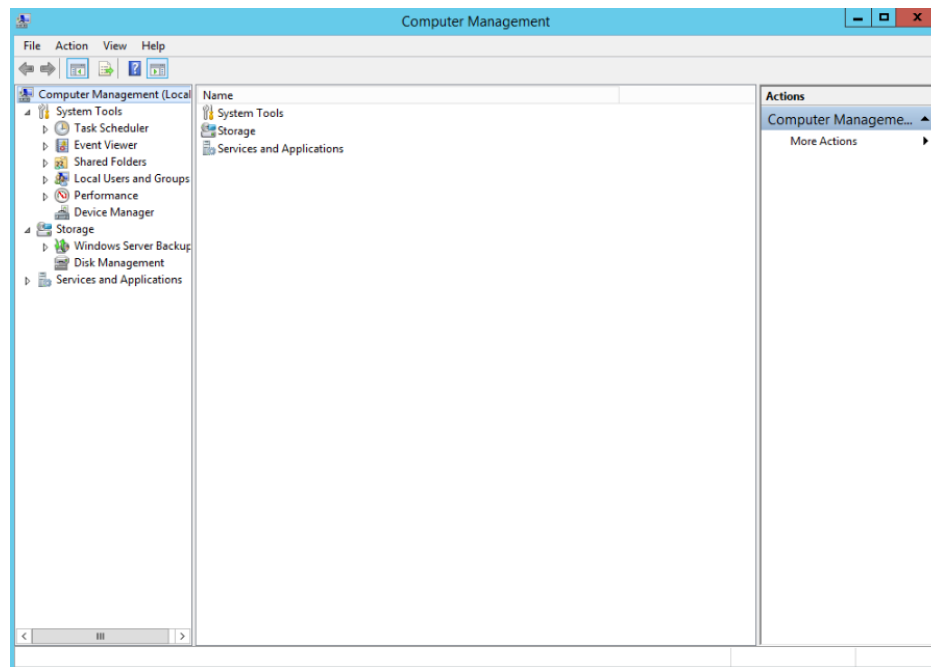 Computer Management
File Action View Help
Computer Management (Local
System Tools
Task Scheduler
Event Viewer
Shared Folders
Local Users and Groups
Performance
Device Manager
Storage
Windows Server Backup
Disk Management
Services and Applications
Name
System Tools
Storage
Services and Applications
Actions
Computer Manageme...
More Actions